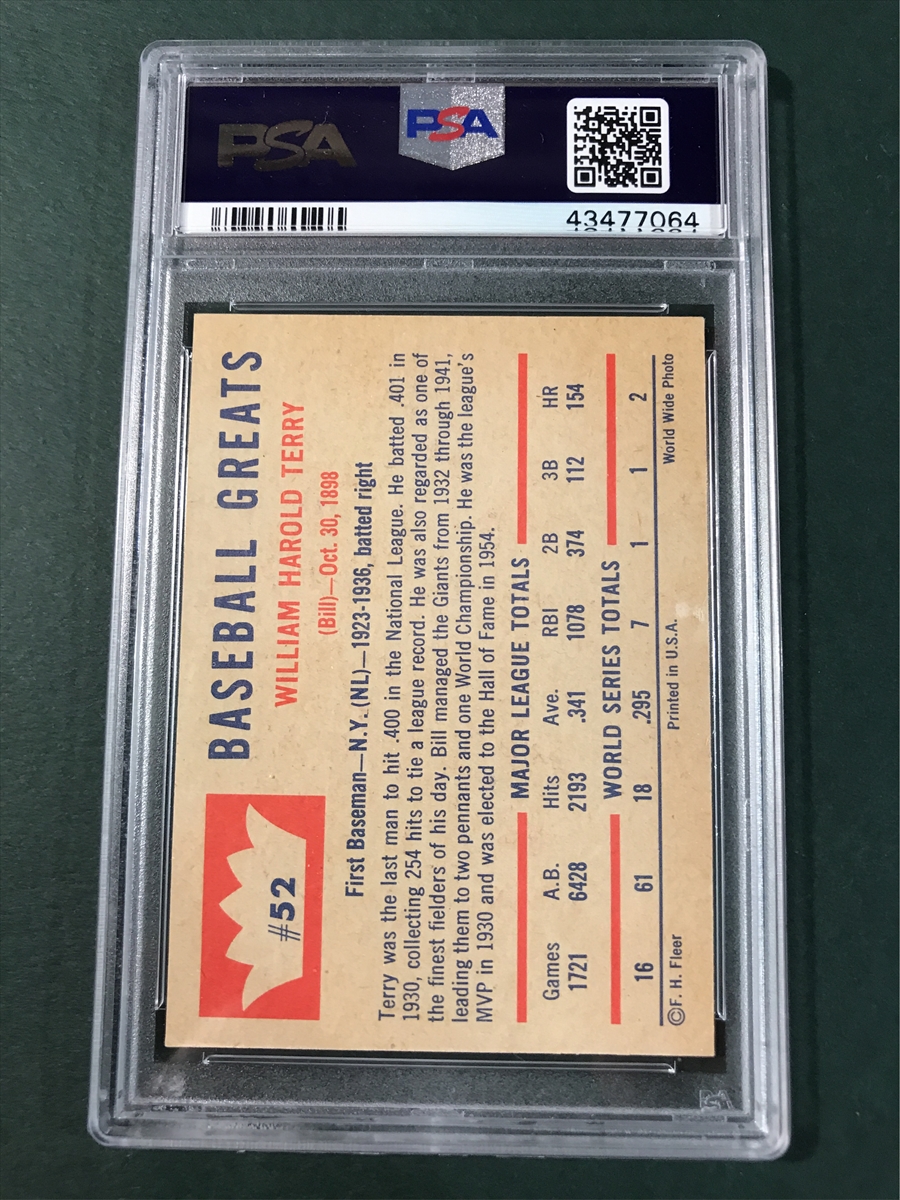 PSA
PSA
43477064
#52
BASEBALL GREATS
WILLIAM HAROLD TERRY
(Bill)—Oct. 30, 1898
First Baseman—N.Y. (NL)—1923-1936, batted right
Terry was the last man to hit .400 in the National League. He batted .401 in
1930, collecting 254 hits to tie a league record. He was also regarded as one of
the finest fielders of his day. Bill managed the Giants from 1932 through 1941,
leading them to two pennants and one World Championship. He was the league's
MVP in 1930 and was elected to the Hall of Fame in 1954.
MAJOR LEAGUE TOTALS
Games A.B. Hits Ave. RBI 2B 3B HR
1721 6428 2193 .341 1078 374 112 154
WORLD SERIES TOTALS
16 61 18 .295 7 1 1 2
©F. H. Fleer Printed in U.S.A. World Wide Photo